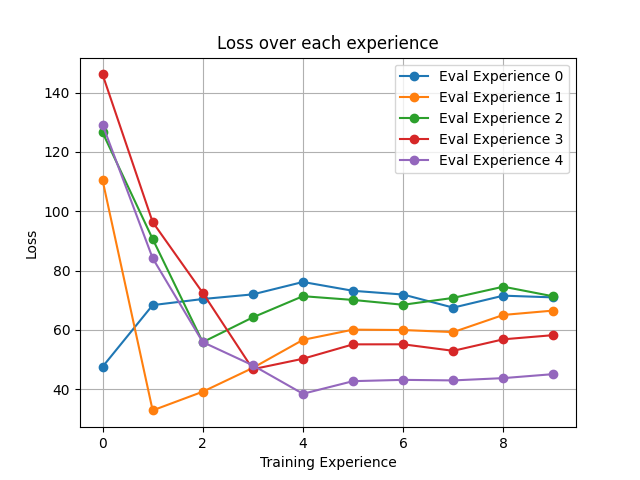 Loss over each experience
Eval Experience 0
Eval Experience 1
Eval Experience 2
Eval Experience 3
Eval Experience 4
Loss
140
120
100
80
60
40
0 2 4 6 8
Training Experience